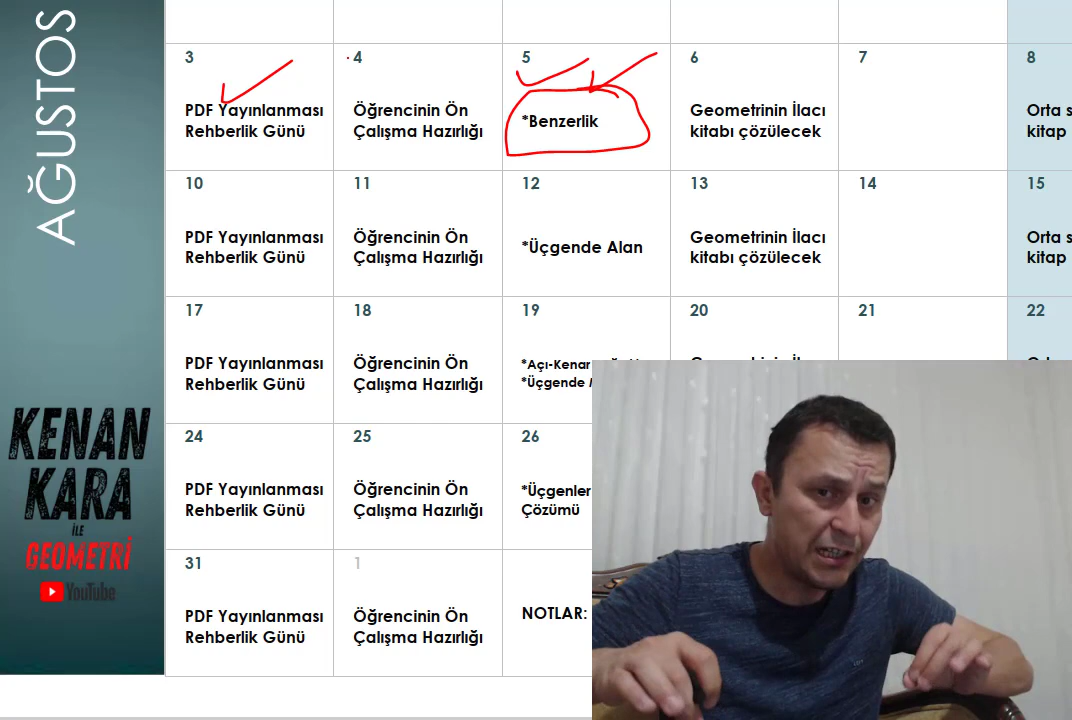 AĞUSTOS
3
4
5
6
7
8
PDF Yayınlanması
Rehberlik Günü
Öğrencinin Ön
Çalışma Hazırlığı
*Benzerlik
Geometrinin İlacı
kitabı çözülecek
Orta s
kitap
10
11
12
13
14
15
PDF Yayınlanması
Rehberlik Günü
Öğrencinin Ön
Çalışma Hazırlığı
*Üçgende Alan
Geometrinin İlacı
kitabı çözülecek
Orta s
kitap
17
18
19
20
21
22
PDF Yayınlanması
Rehberlik Günü
Öğrencinin Ön
Çalışma Hazırlığı
*Açı-Kenar
*Üçgende
24
25
26
PDF Yayınlanması
Rehberlik Günü
Öğrencinin Ön
Çalışma Hazırlığı
*Üçgenler
Çözümü
31
1
PDF Yayınlanması
Rehberlik Günü
Öğrencinin Ön
Çalışma Hazırlığı
NOTLAR:
KENAN
KARA
İLE
GEOMETRİ
YouTube